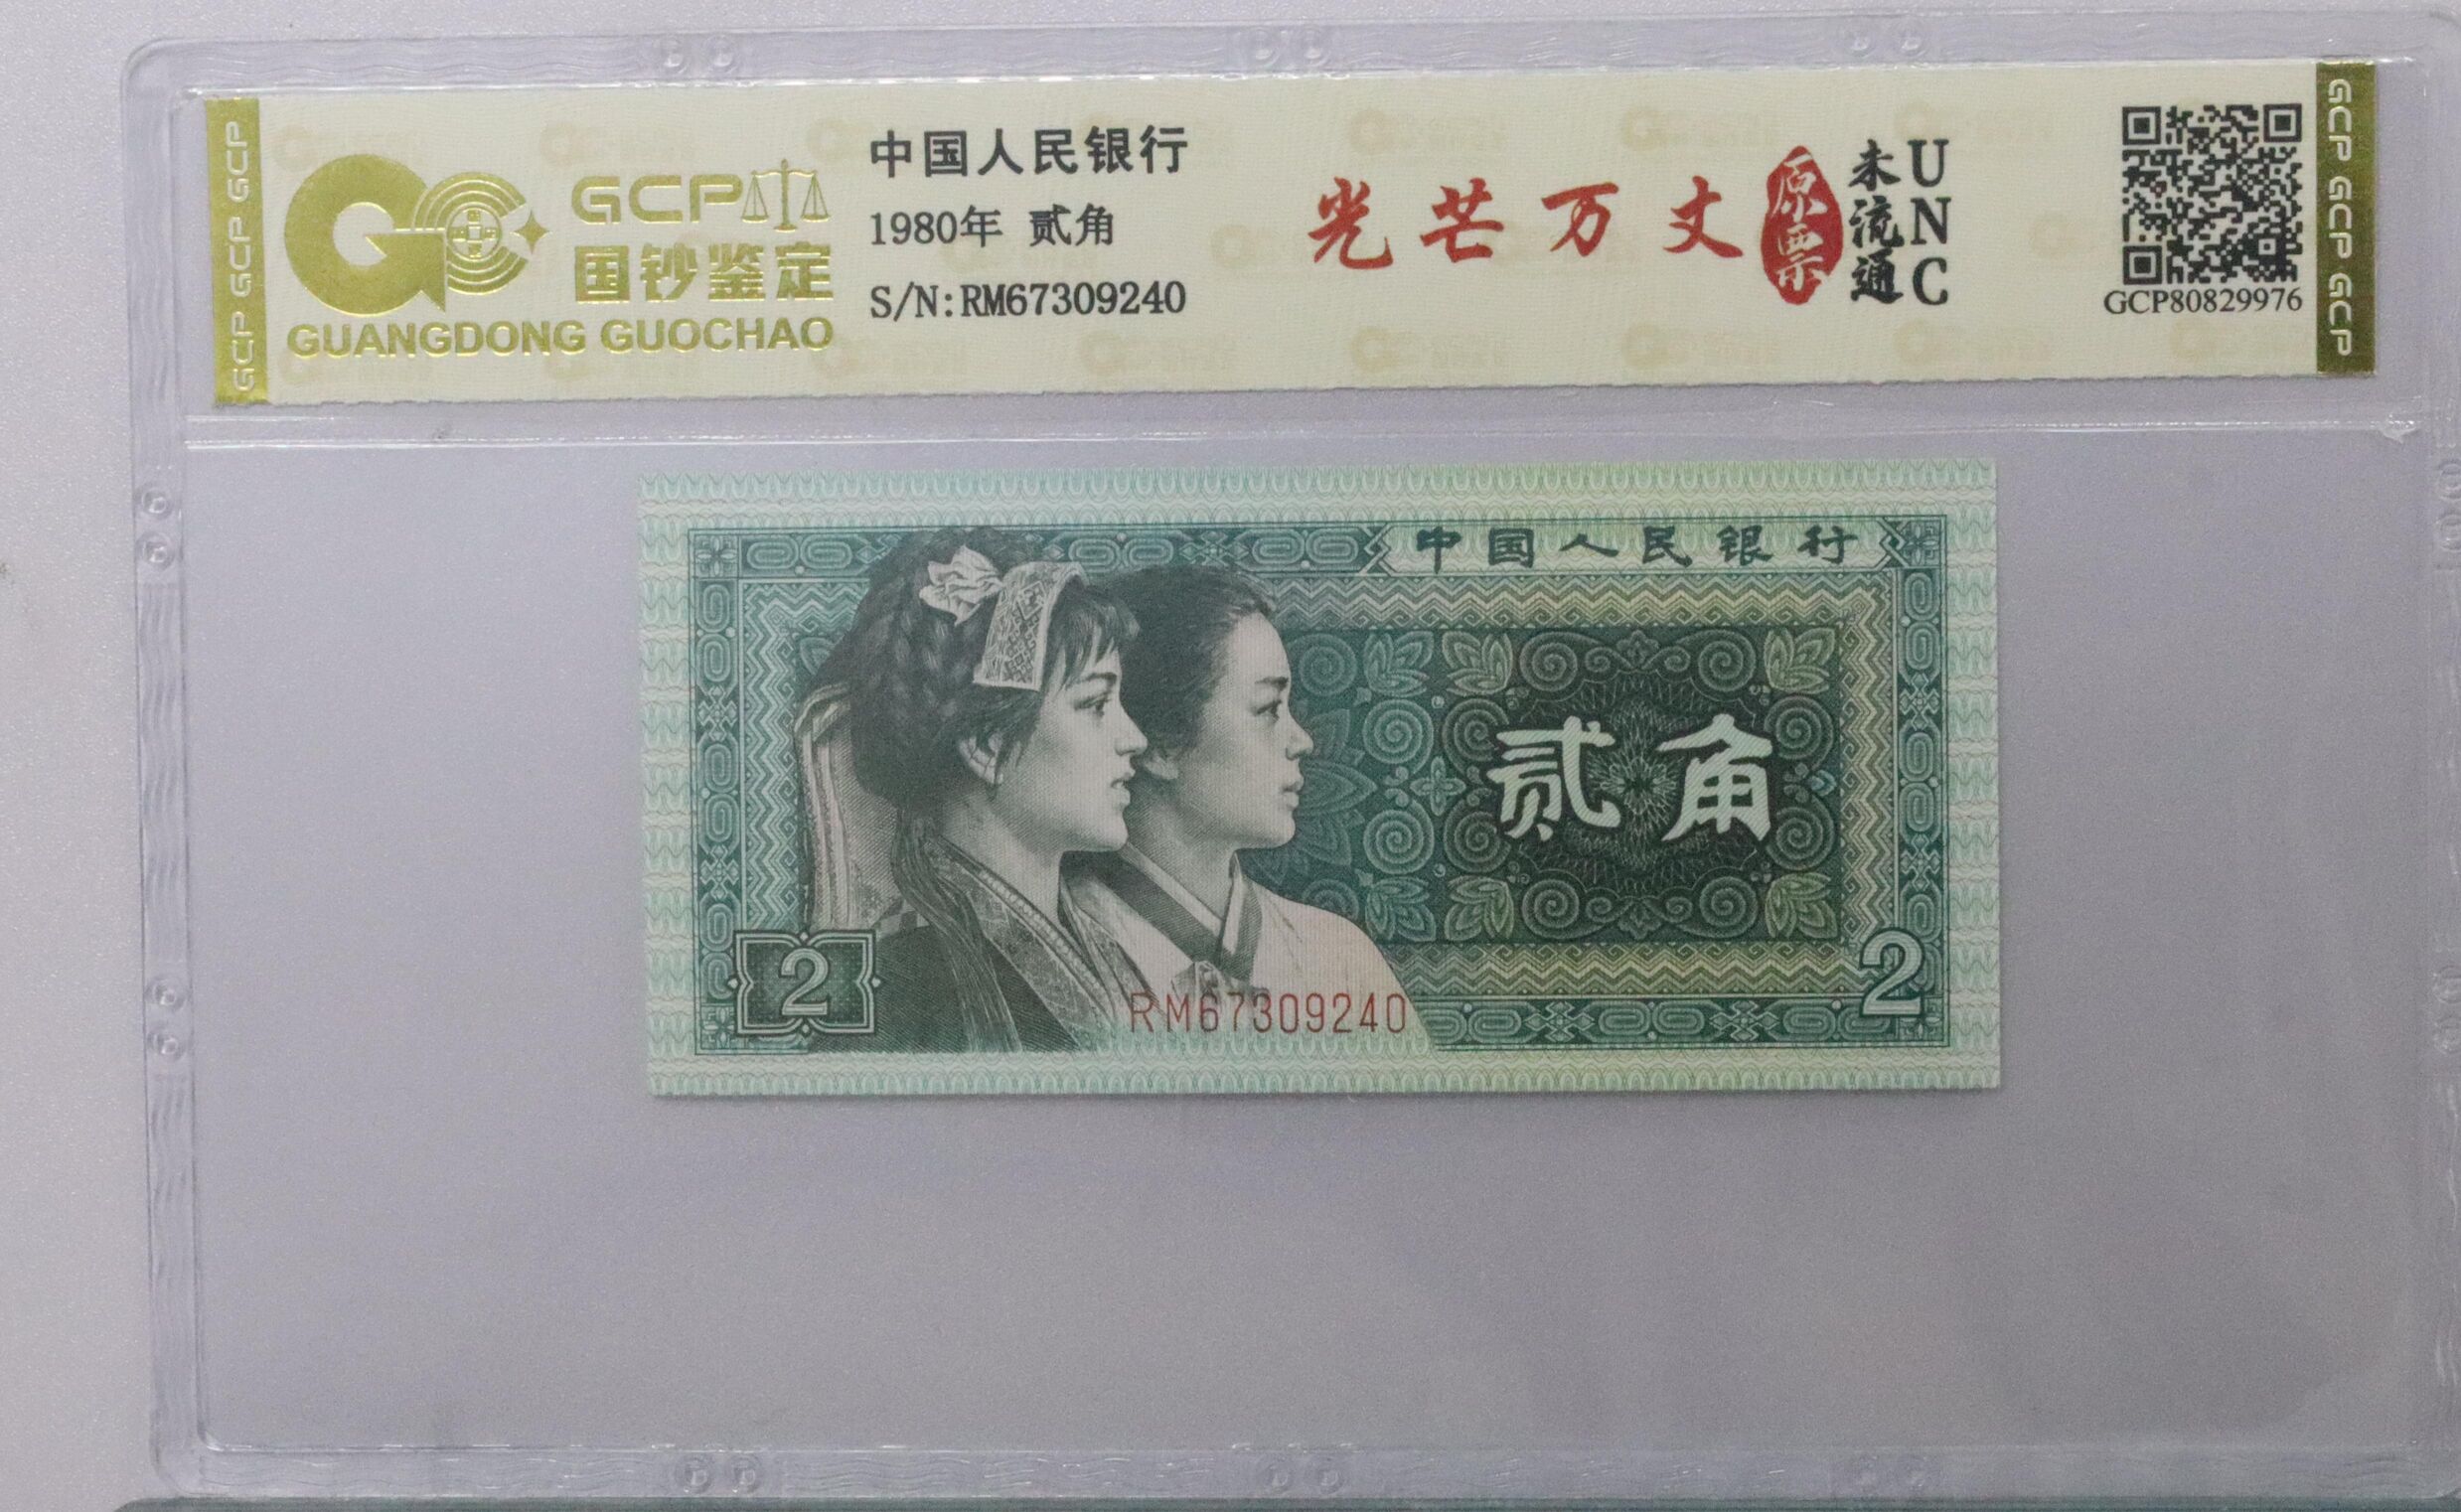 GCP GCP GCP
GCP
国钞鉴定
GUANGDONG GUOCHAO
中国人民银行
1980年 贰角
S/N:RM67309240
光芒万丈
原票
未流通
UNC
GCP80829976
GCP GCP GCP
中国人民银行
贰角
2
2
RM67309240